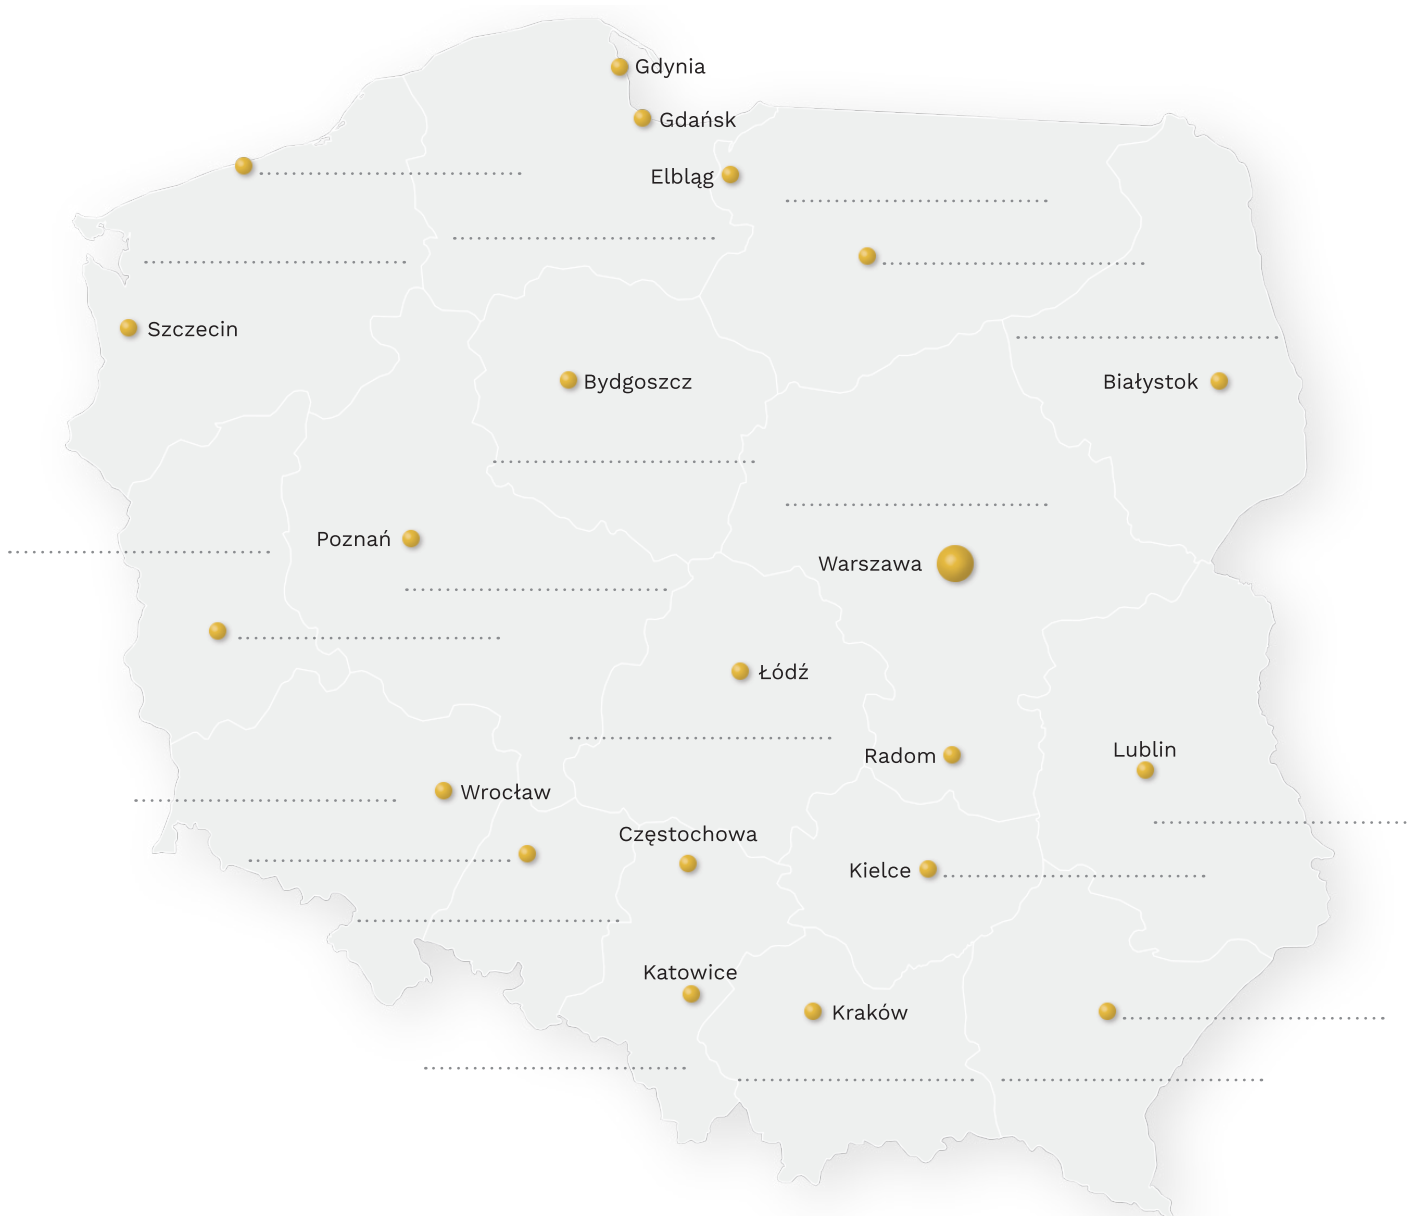 Gdynia
Gdańsk
Elbląg
Szczecin
Bydgoszcz
Białystok
Poznań
Warszawa
Łódź
Lublin
Radom
Wrocław
Częstochowa
Kielce
Katowice
Kraków